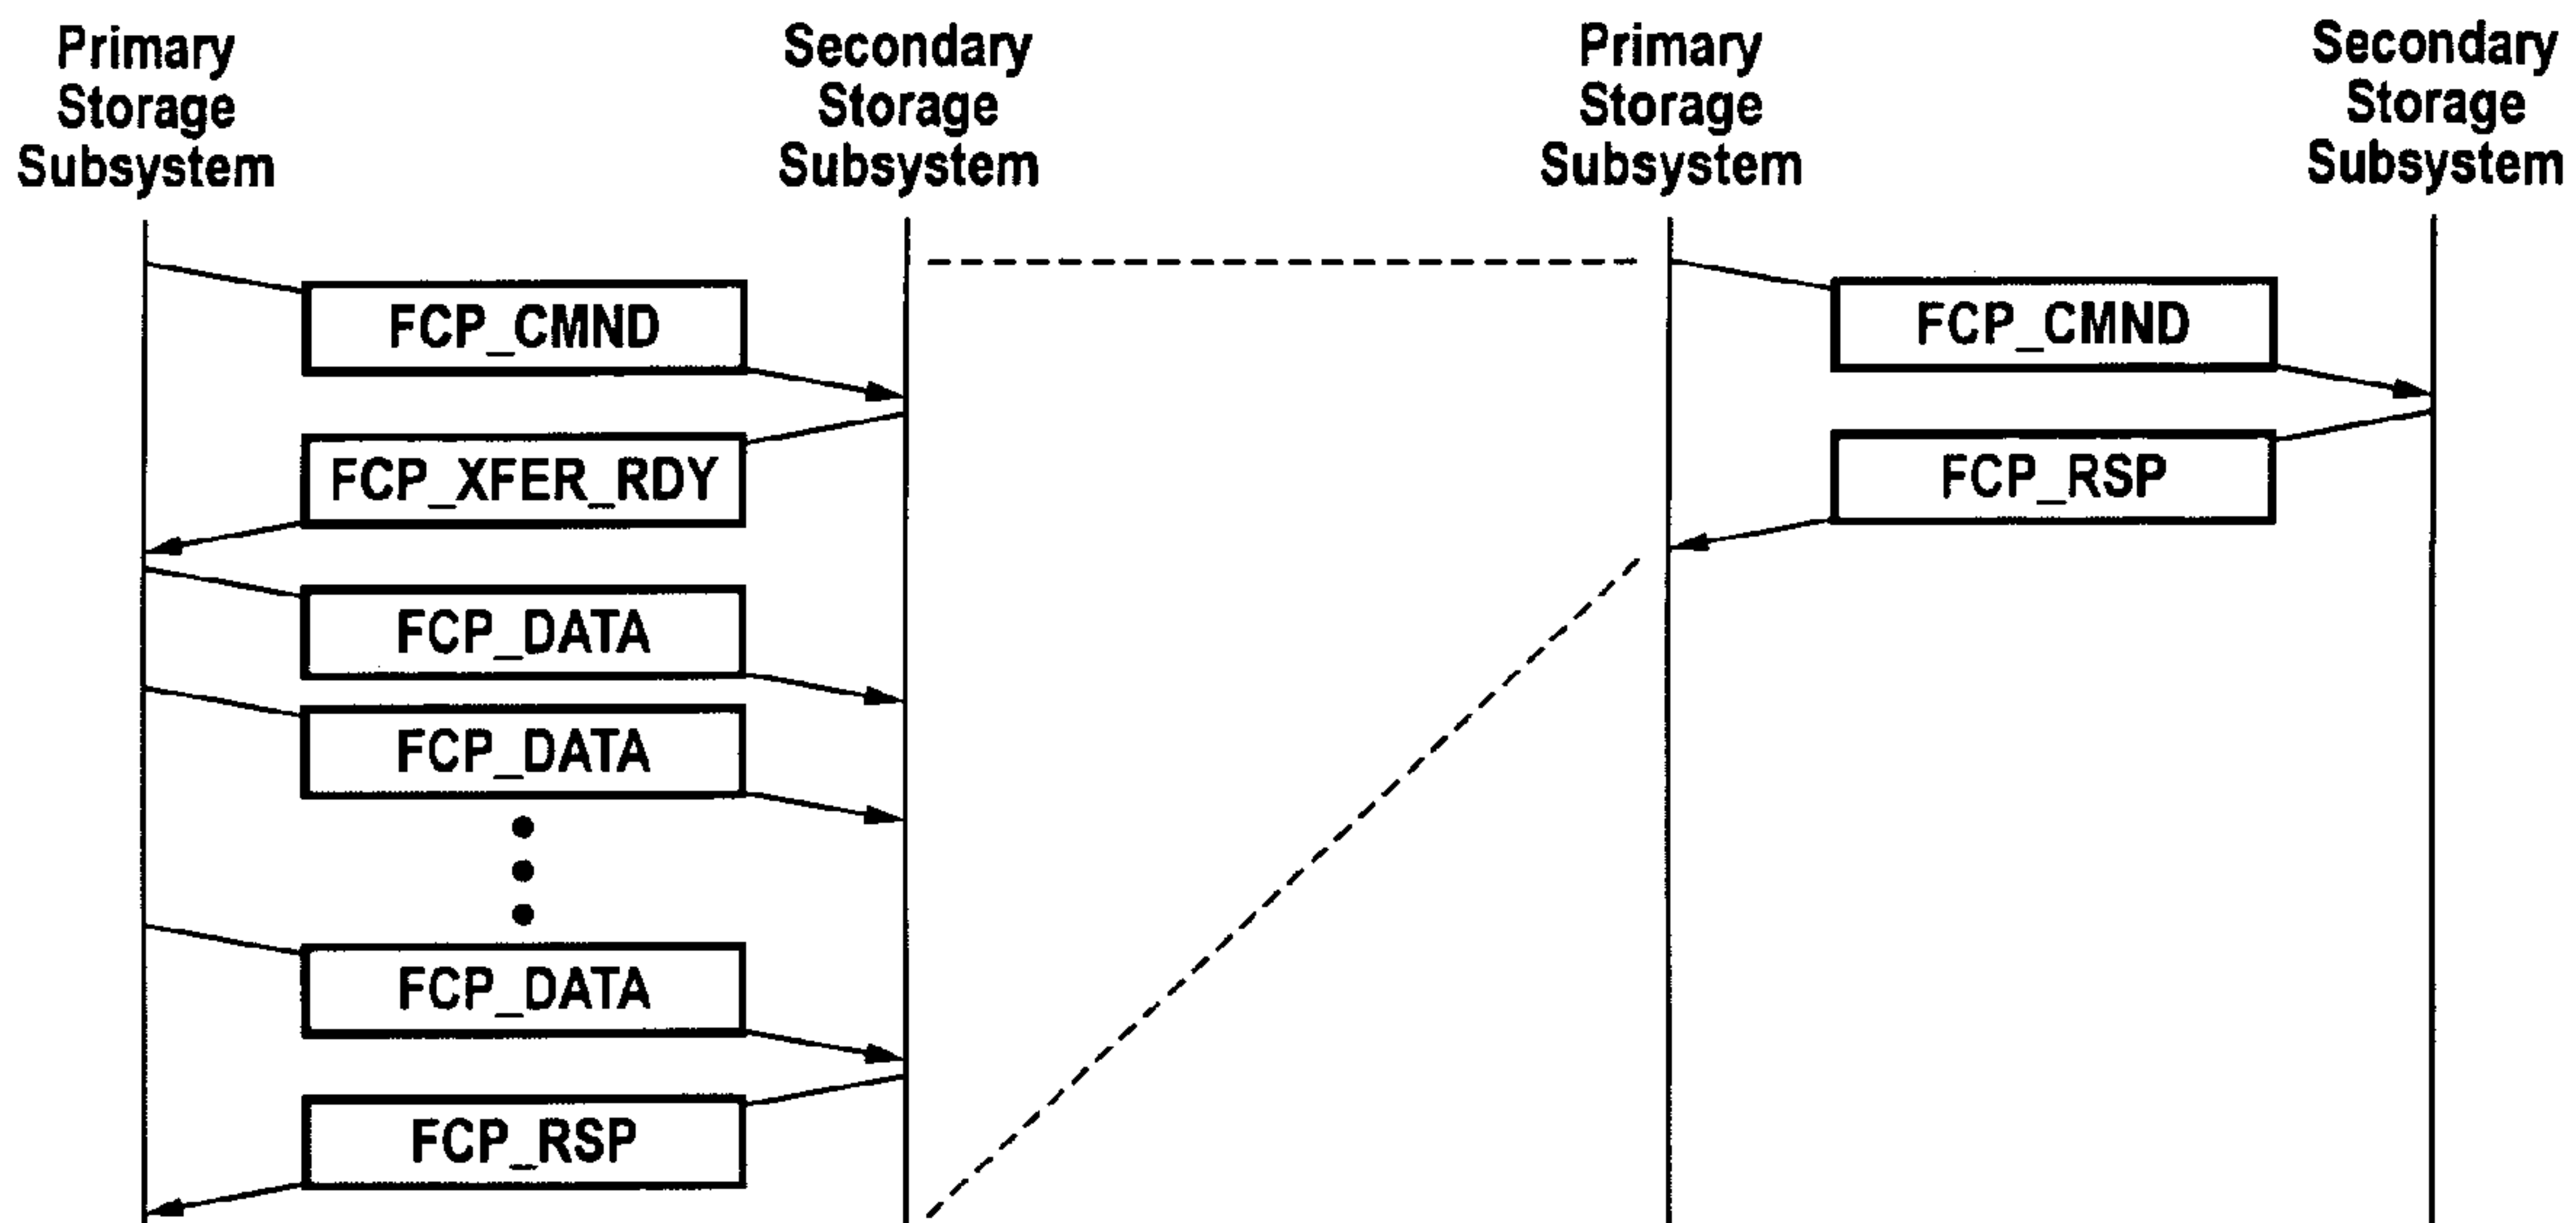 Primary
Storage
Subsystem
Secondary
Storage
Subsystem
Primary
Storage
Subsystem
Secondary
Storage
Subsystem
FCP_CMND
FCP_XFER_RDY
FCP_DATA
FCP_DATA
FCP_DATA
FCP_RSP
FCP_CMND
FCP_RSP